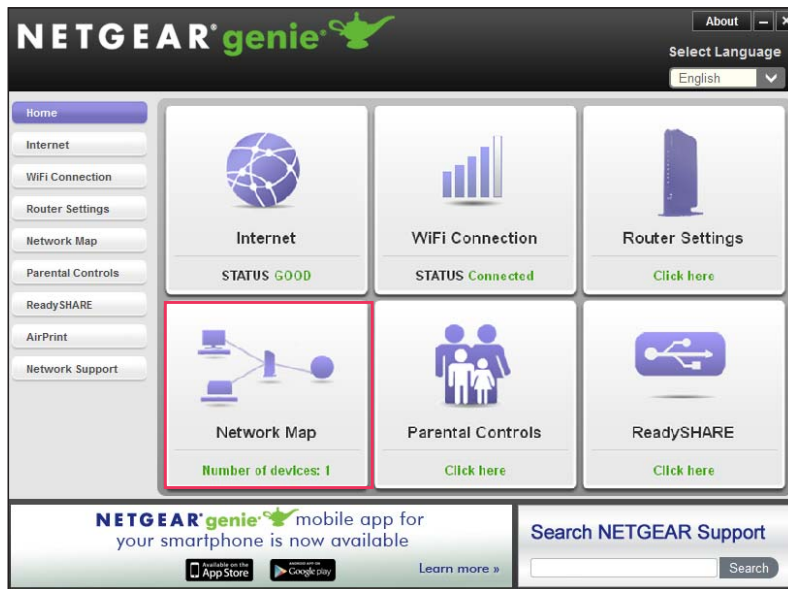 NETGEAR® genie®
About
Select Language
English
Home
Internet
WiFi Connection
Router Settings
Network Map
Parental Controls
ReadySHARE
AirPrint
Network Support
Internet
STATUS GOOD
WiFi Connection
STATUS Connected
Router Settings
Click here
Network Map
Number of devices: 1
Parental Controls
Click here
ReadySHARE
Click here
NETGEAR® genie® mobile app for
your smartphone is now available
Available on the
App Store
ANDROID APP ON
Google play
Learn more »
Search NETGEAR Support
Search